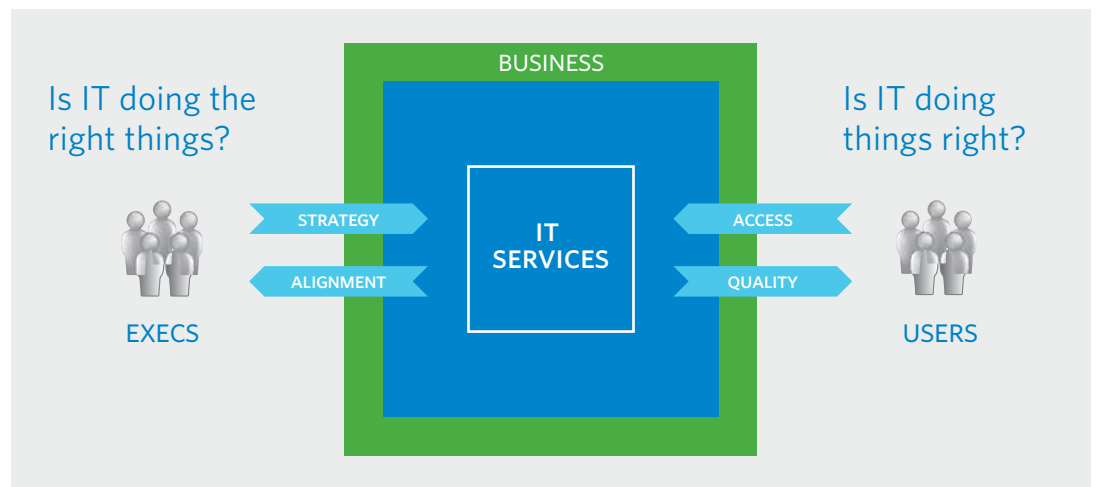 BUSINESS
Is IT doing the
right things?
Is IT doing
things right?
STRATEGY
ACCESS
IT
SERVICES
ALIGNMENT
QUALITY
EXECS
USERS